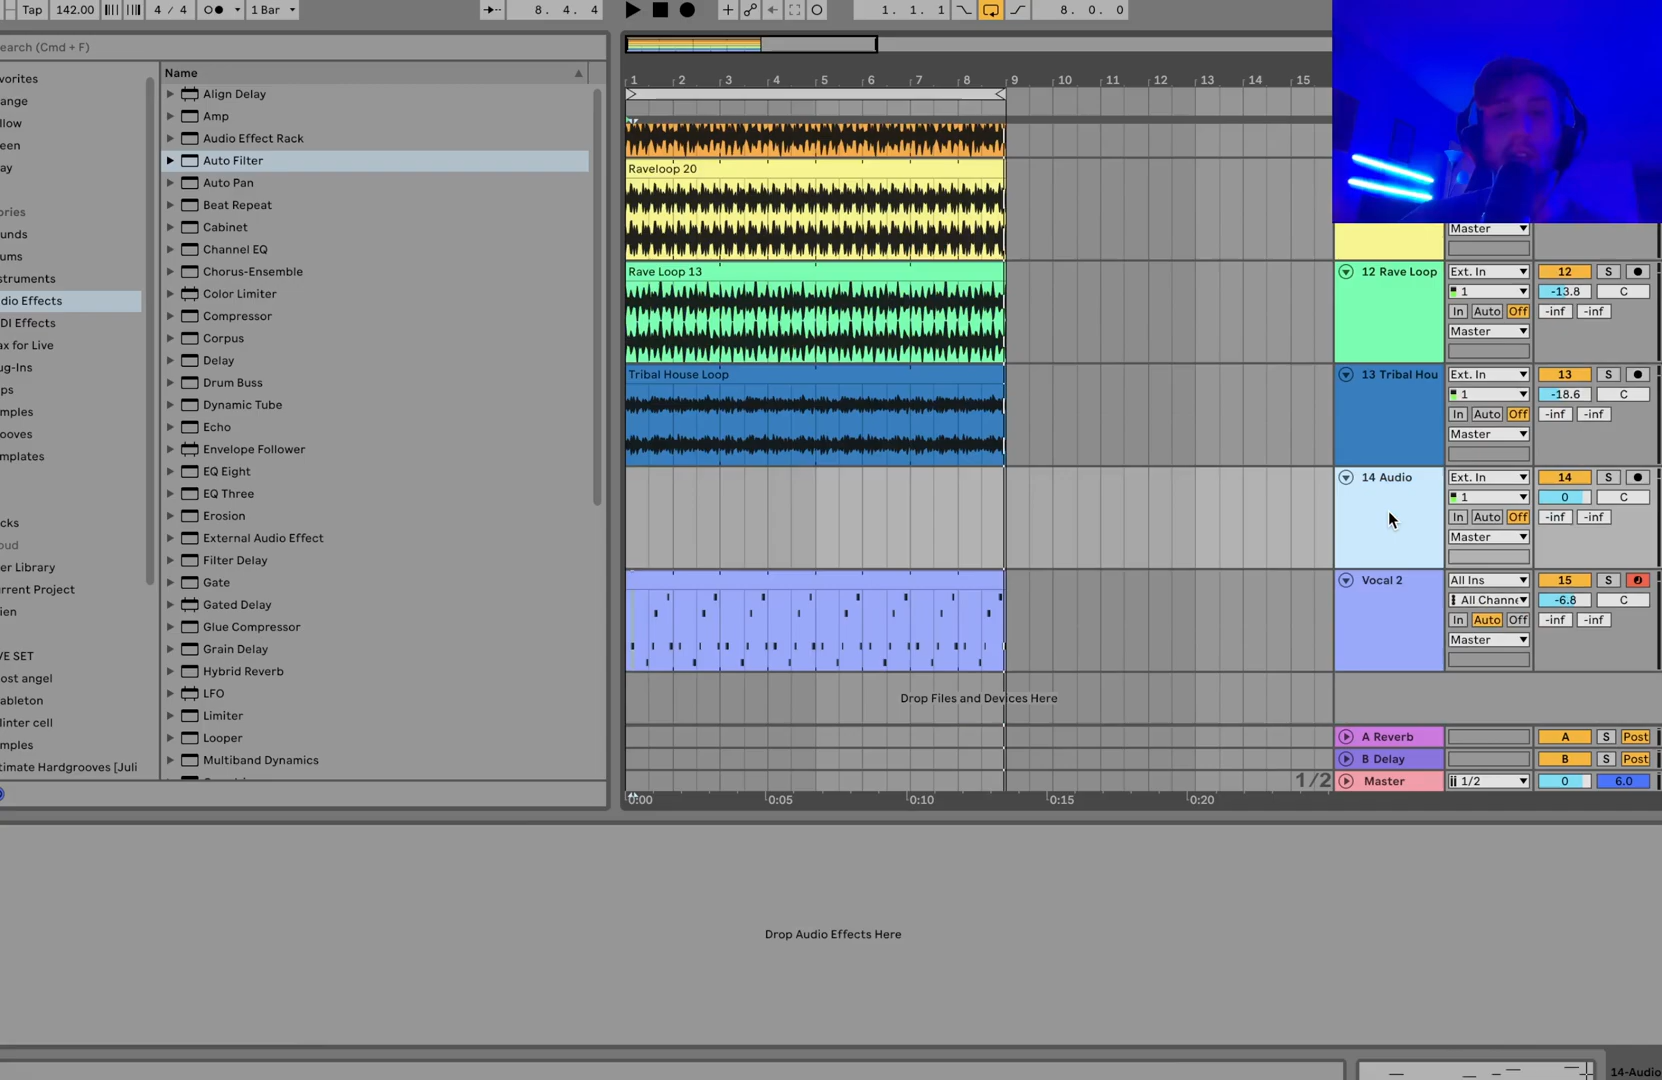 Tap 142.00 4 / 4 1 Bar 8. 4. 4 1. 1. 1 8. 0. 0
earch (Cmd + F)
vorites
ange
llow
een
ay
ories
unds
ums
struments
dio Effects
DI Effects
ax for Live
ug-Ins
ps
mples
ooves
mplates
cks
oud
er Library
urrent Project
ien
VE SET
ost angel
ableton
linter cell
mples
timate Hardgrooves [Juli
Name
Align Delay
Amp
Audio Effect Rack
Auto Filter
Auto Pan
Beat Repeat
Cabinet
Channel EQ
Chorus-Ensemble
Color Limiter
Compressor
Corpus
Delay
Drum Buss
Dynamic Tube
Echo
Envelope Follower
EQ Eight
EQ Three
Erosion
External Audio Effect
Filter Delay
Gate
Gated Delay
Glue Compressor
Grain Delay
Hybrid Reverb
LFO
Limiter
Looper
Multiband Dynamics
1 2 3 4 5 6 7 8 9 10 11 12 13 14 15
Raveloop 20
Master
Rave Loop 13
12 Rave Loop Ext. In 12 S
1 -13.8 C
In Auto Off -inf -inf
Master
Tribal House Loop
13 Tribal Hou Ext. In 13 S
1 -18.6 C
In Auto Off -inf -inf
Master
14 Audio Ext. In 14 S
1 0 C
In Auto Off -inf -inf
Master
Vocal 2 All Ins 15 S
All Channe -6.8 C
In Auto Off -inf -inf
Master
Drop Files and Devices Here
A Reverb A S Post
B Delay B S Post
1/2 Master 1/2 0 6.0
0:00 0:05 0:10 0:15 0:20
Drop Audio Effects Here
14-Audio